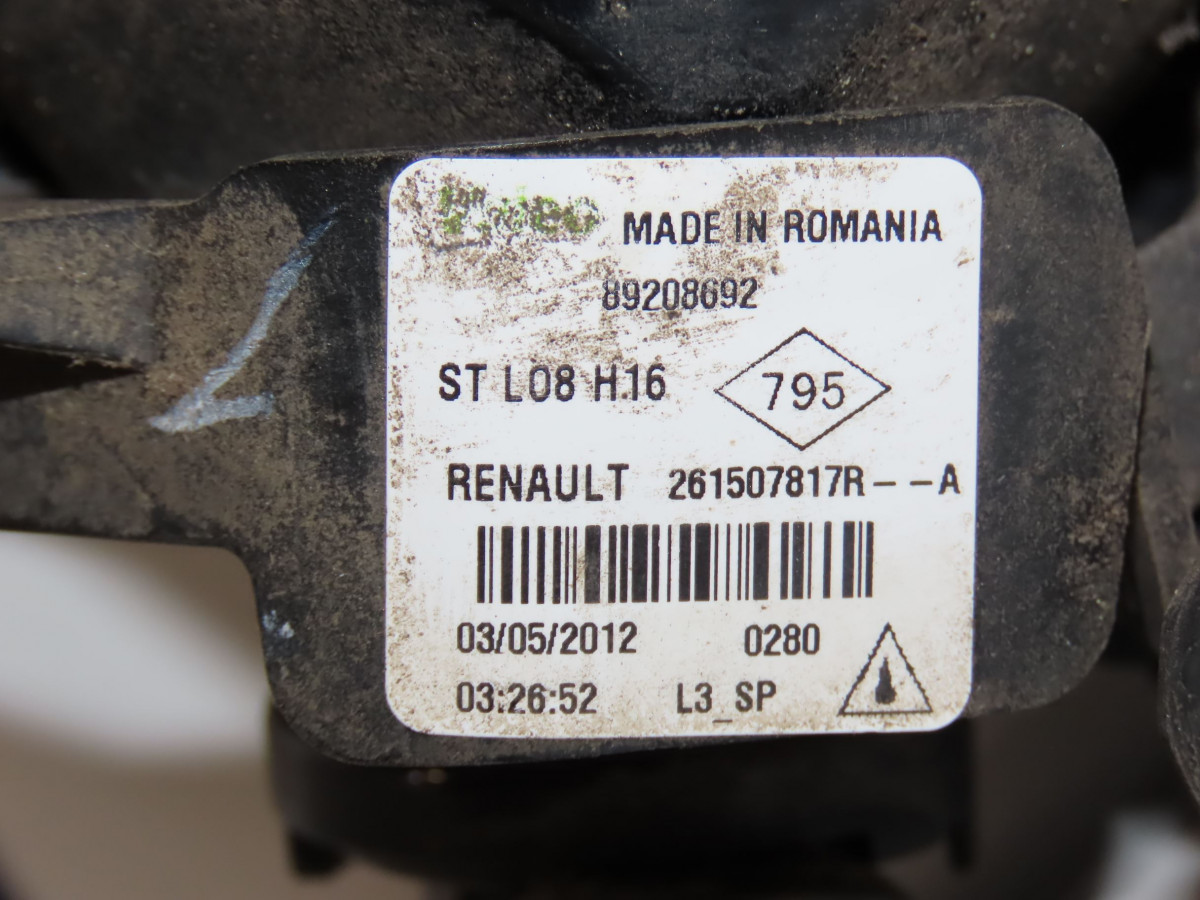 MADE IN ROMANIA
89208692
ST L08 H16
795
RENAULT 261507817R--A
03/05/2012 0280
03:26:52 L3_SP